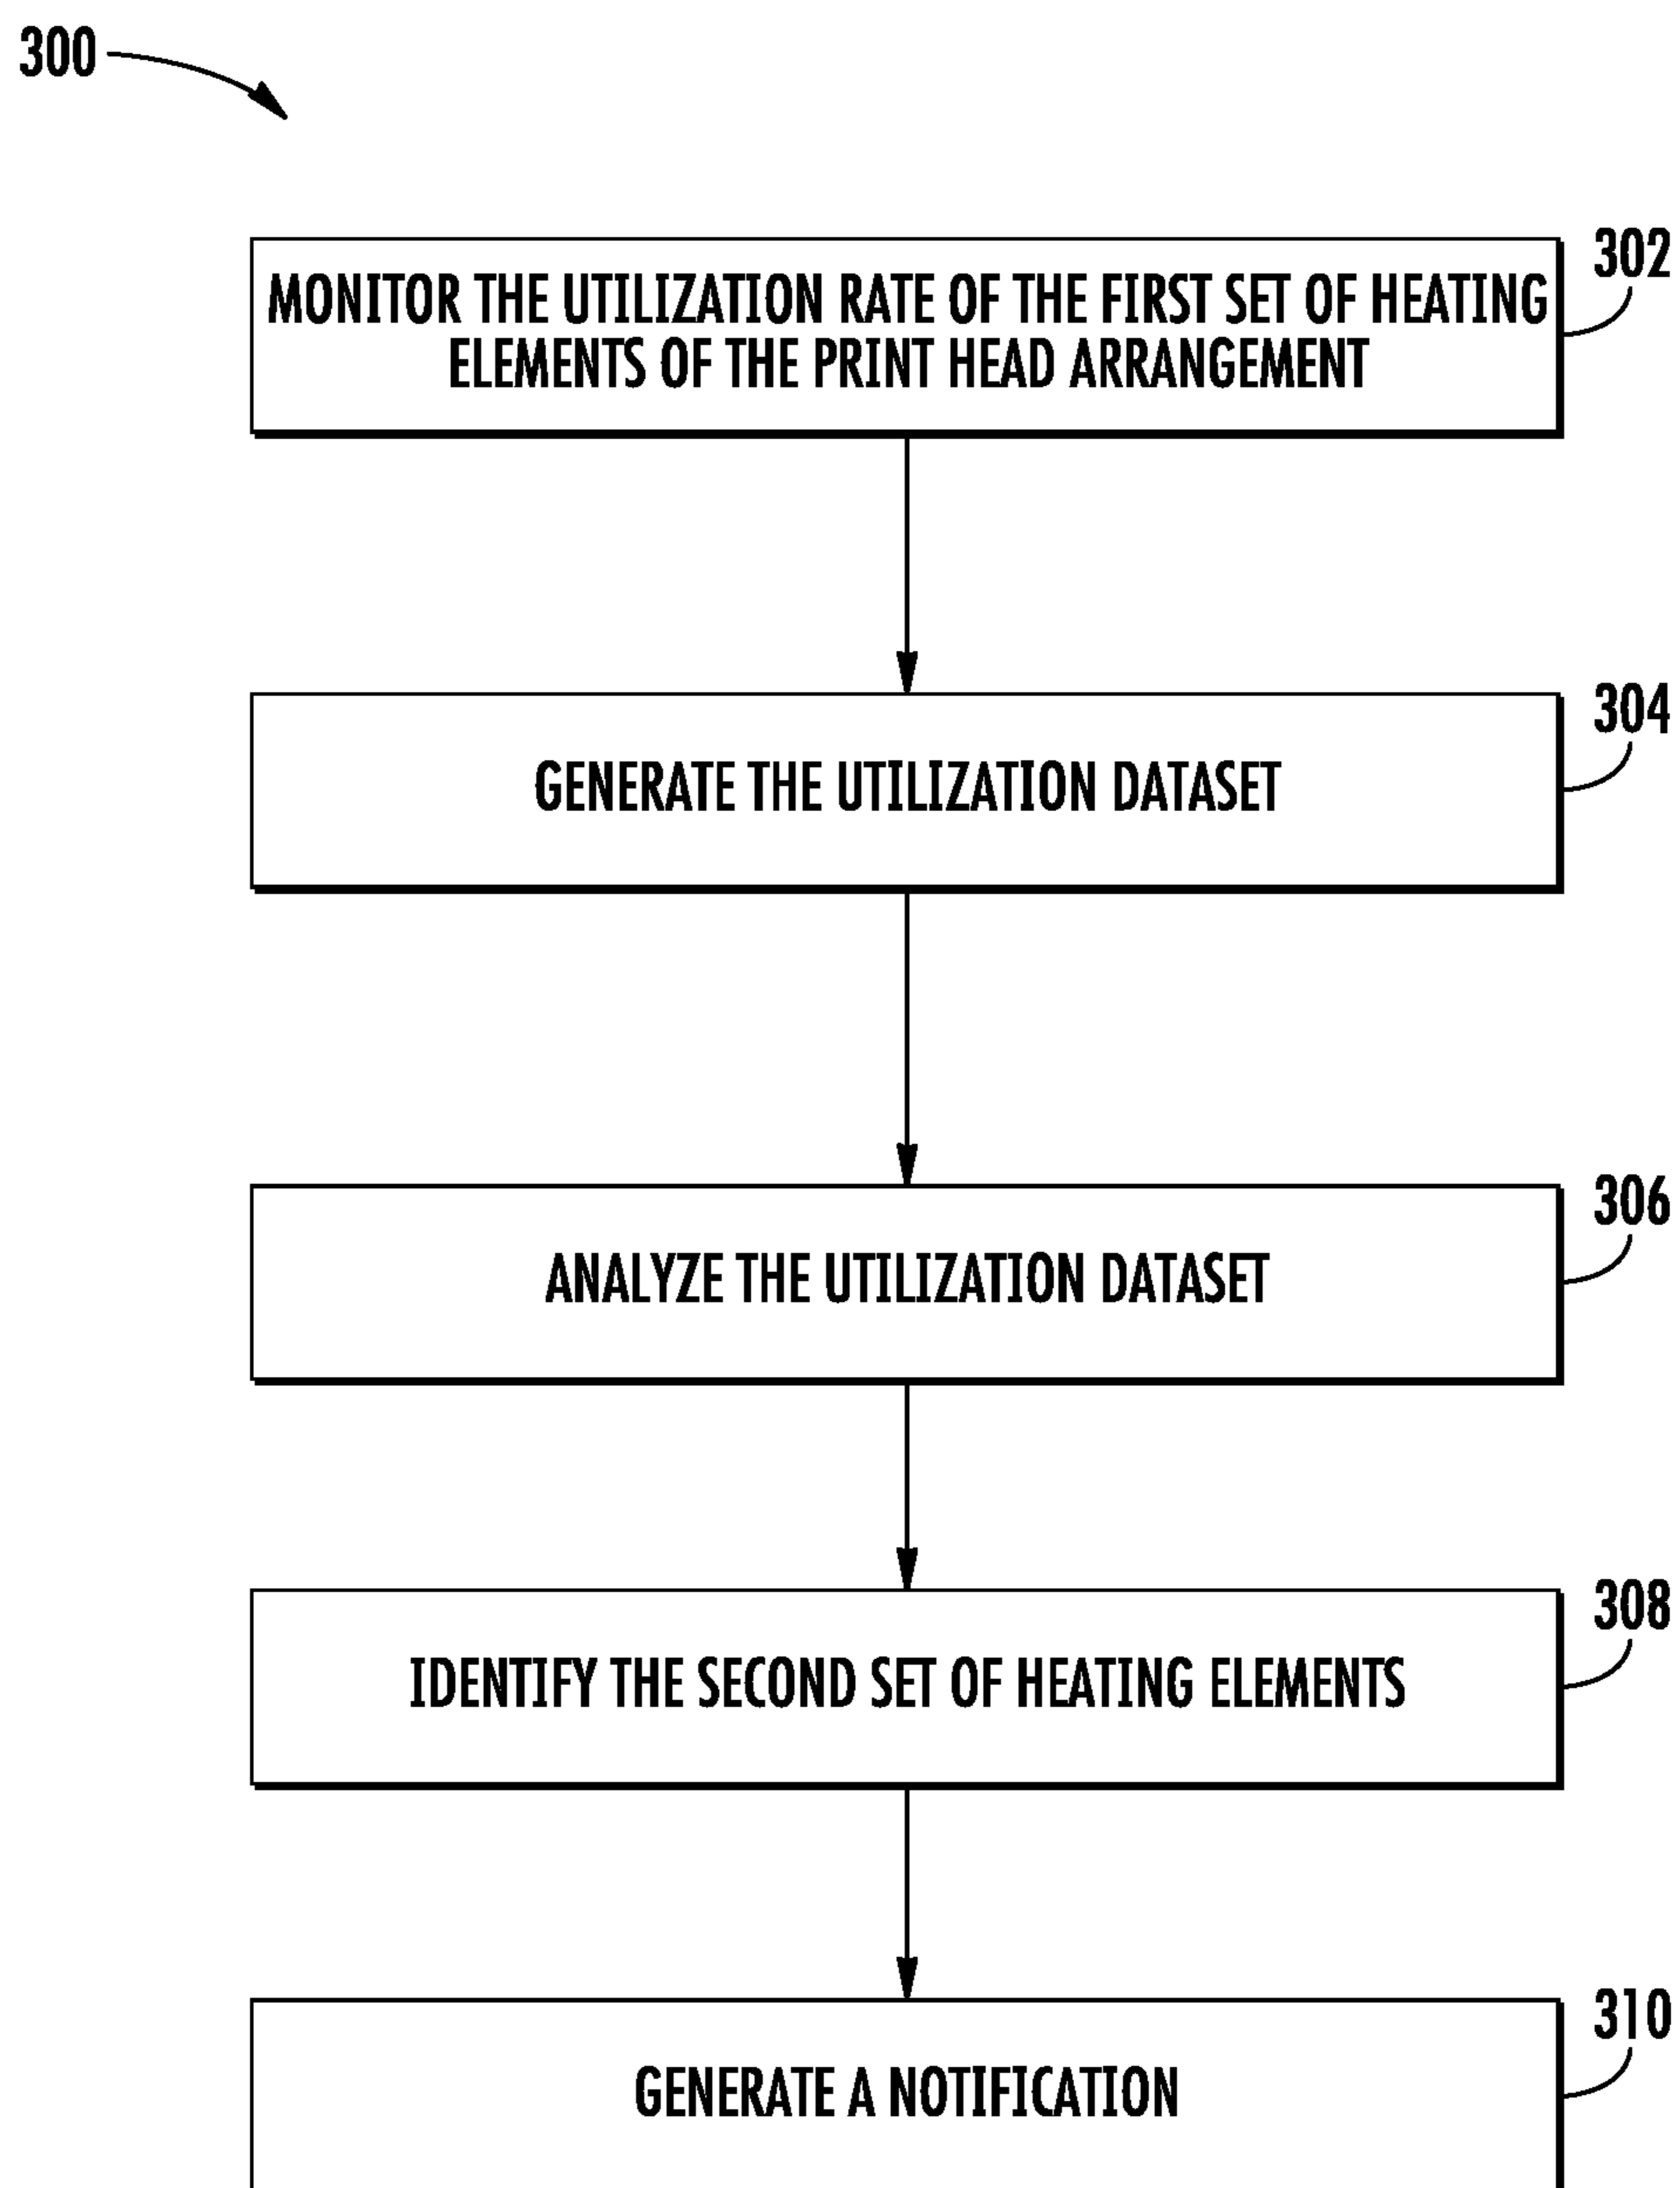 300
302
MONITOR THE UTILIZATION RATE OF THE FIRST SET OF HEATING
ELEMENTS OF THE PRINT HEAD ARRANGEMENT
304
GENERATE THE UTILIZATION DATASET
306
ANALYZE THE UTILIZATION DATASET
308
IDENTIFY THE SECOND SET OF HEATING ELEMENTS
310
GENERATE A NOTIFICATION